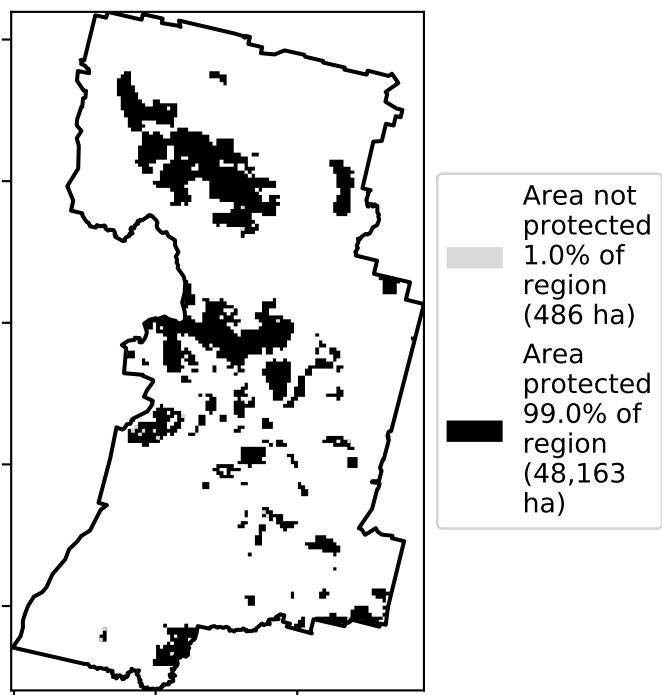 Area not
protected
1.0% of
region
(486 ha)
Area
protected
99.0% of
region
(48,163
ha)